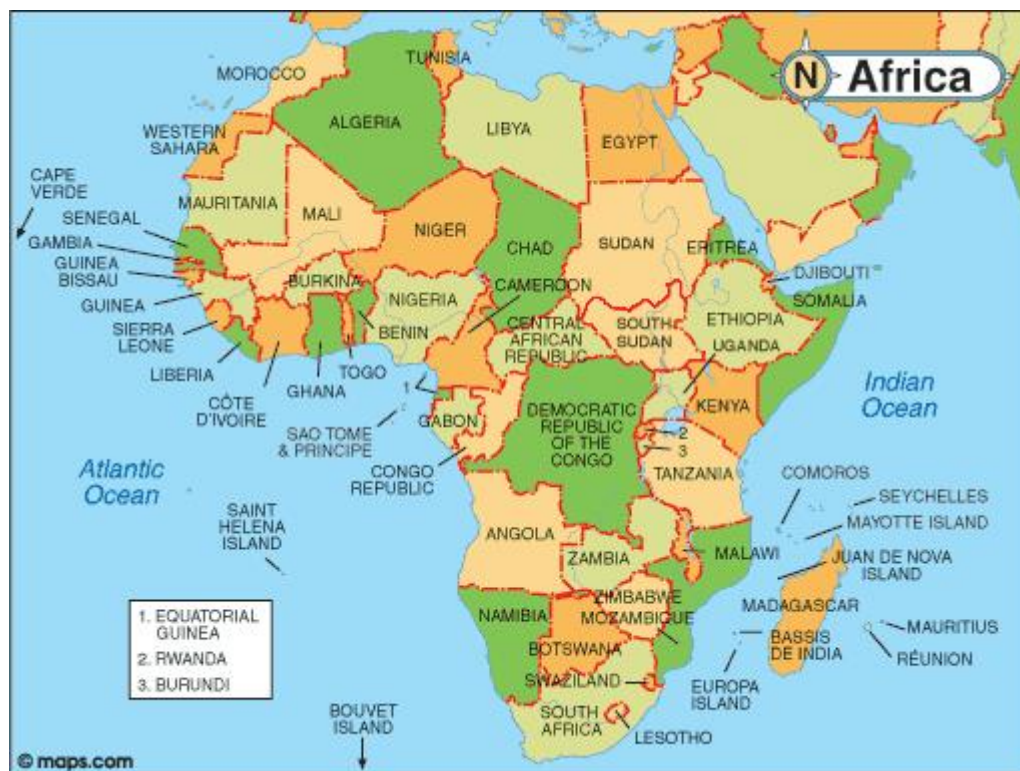 N Africa
MOROCCO
TUNISIA
ALGERIA
LIBYA
EGYPT
WESTERN
SAHARA
CAPE
VERDE
MAURITANIA
MALI
NIGER
CHAD
SUDAN
ERITREA
SENEGAL
GAMBIA
GUINEA
BISSAU
GUINEA
SIERRA
LEONE
LIBERIA
CÔTE
D'IVOIRE
GHANA
TOGO
BENIN
BURKINA
NIGERIA
CAMEROON
CENTRAL
AFRICAN
REPUBLIC
SOUTH
SUDAN
ETHIOPIA
DJIBOUTI
SOMALIA
UGANDA
KENYA
Indian
Ocean
1
SAO TOME
& PRINCIPE
GABON
CONGO
REPUBLIC
DEMOCRATIC
REPUBLIC
OF THE
CONGO
2
3
TANZANIA
Atlantic
Ocean
SAINT
HELENA
ISLAND
ANGOLA
ZAMBIA
MALAWI
COMOROS
SEYCHELLES
MAYOTTE ISLAND
JUAN DE NOVA
ISLAND
MADAGASCAR
MAURITIUS
RÉUNION
BASSIS
DE INDIA
EUROPA
ISLAND
ZIMBABWE
MOZAMBIQUE
NAMIBIA
BOTSWANA
SWAZILAND
SOUTH
AFRICA
LESOTHO
1. EQUATORIAL
GUINEA
2. RWANDA
3. BURUNDI
BOUVET
ISLAND
© maps.com